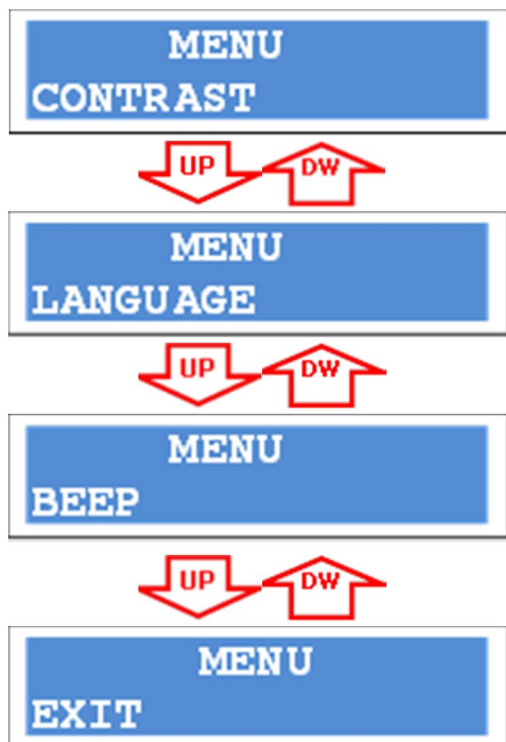 MENU
CONTRAST
UP DW
MENU
LANGUAGE
UP DW
MENU
BEEP
UP DW
MENU
EXIT